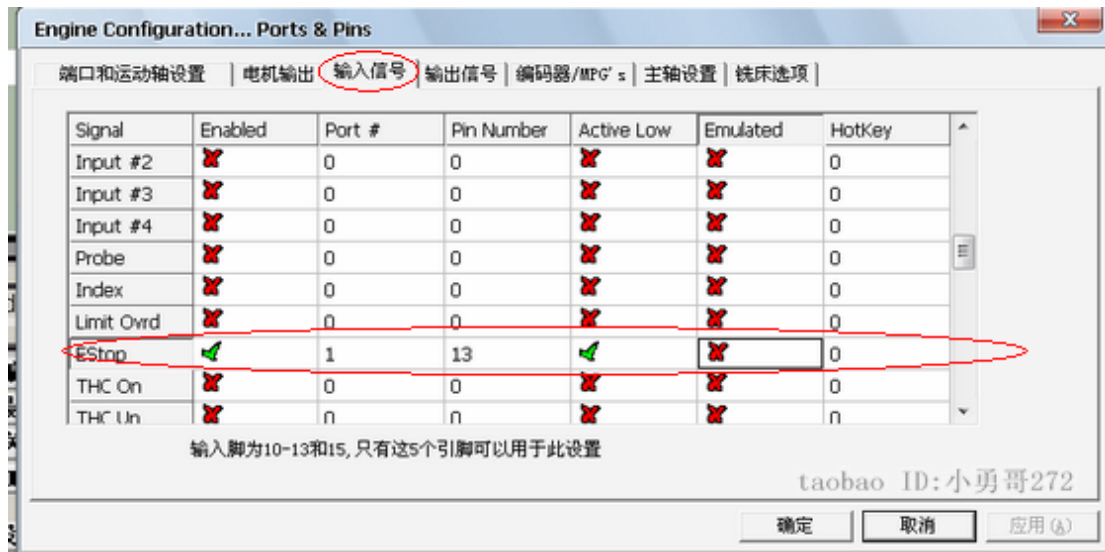 Engine Configuration... Ports & Pins
端口和运动轴设置 电机输出 输入信号 输出信号 编码器/MPG's 主轴设置 铣床选项
Signal Enabled Port # Pin Number Active Low Emulated HotKey
Input #2 0 0 0
Input #3 0 0 0
Input #4 0 0 0
Probe 0 0 0
Index 0 0 0
Limit Ovrd 0 0 0
EStop 1 13 0
THC On 0 0 0
THC Up 0 0 0
输入脚为10-13和15,只有这5个引脚可以用于此设置
taobao ID:小勇哥272
确定 取消 应用(A)